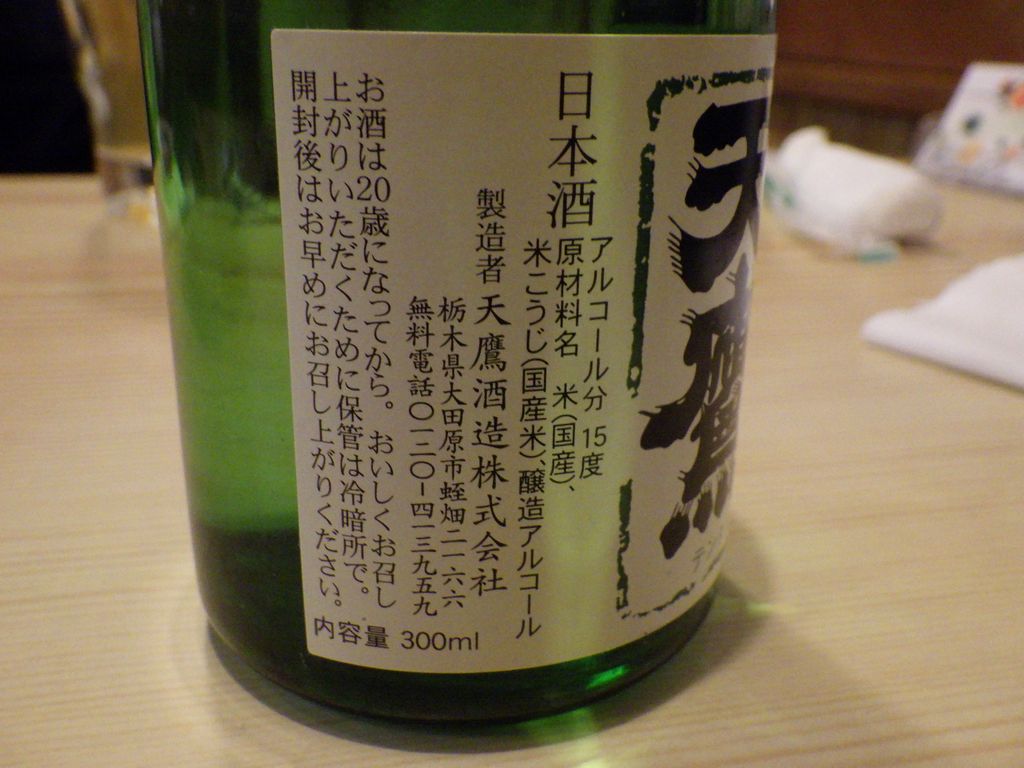 天鷹
日本酒
アルコール分 15度
原材料名 米(国産)、
米こうじ(国産米)、醸造アルコール
製造者 天鷹酒造株式会社
栃木県大田原市蛭畑二一六六
無料電話〇一二〇ー四一三九五九
お酒は20歳になってから。おいしくお召し
上がりいただくために保管は冷暗所で。
開封後はお早めにお召し上がりください。
内容量 300ml